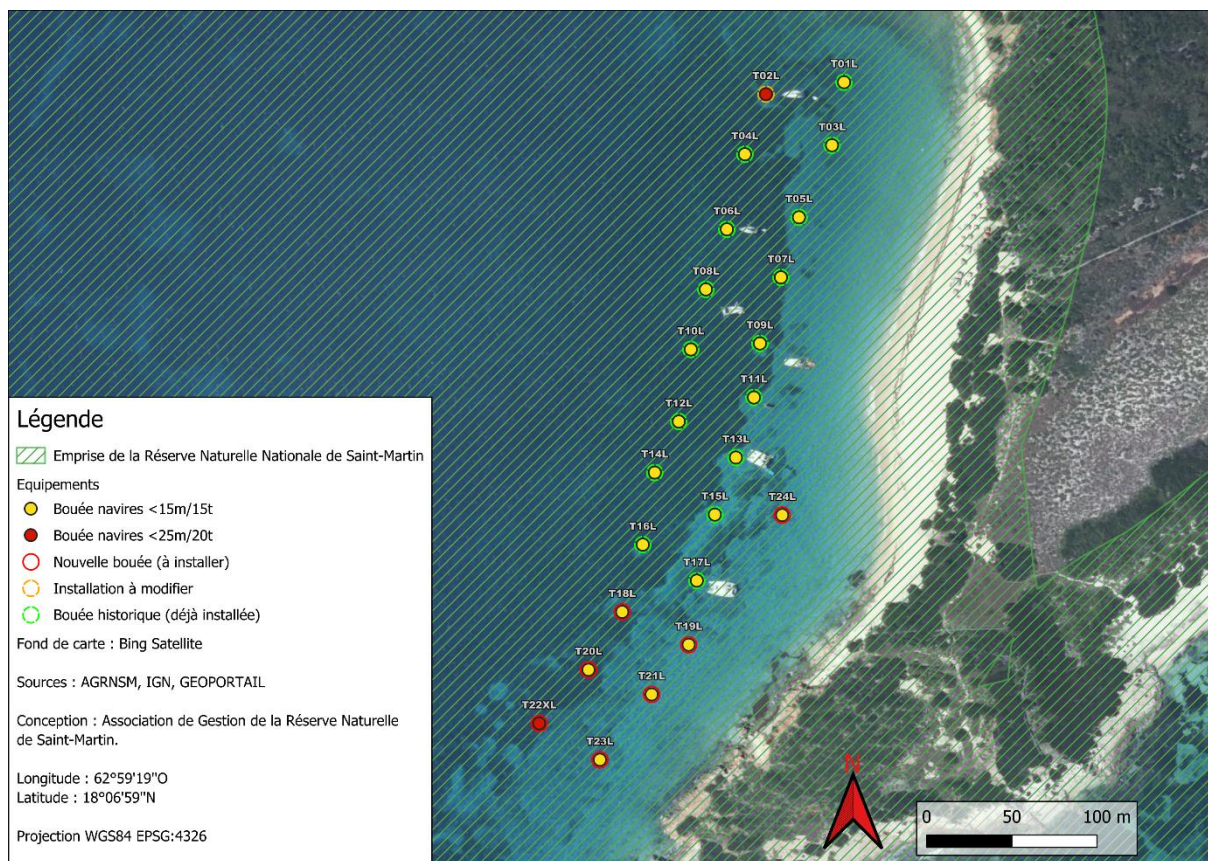 T01L
T02L
T03L
T04L
T05L
T06L
T07L
T08L
T09L
T10L
T11L
T12L
T13L
T14L
T15L
T24L
T16L
T17L
T18L
T19L
T20L
T21L
T22XL
T23L
Légende
Emprise de la Réserve Naturelle Nationale de Saint-Martin
Equipements
Bouée navires <15m/15t
Bouée navires <25m/20t
Nouvelle bouée (à installer)
Installation à modifier
Bouée historique (déjà installée)
Fond de carte : Bing Satellite
Sources : AGRNSM, IGN, GEOPORTAIL
Conception : Association de Gestion de la Réserve Naturelle
de Saint-Martin.
Longitude : 62°59'19"O
Latitude : 18°06'59"N
Projection WGS84 EPSG:4326
N
0 50 100 m